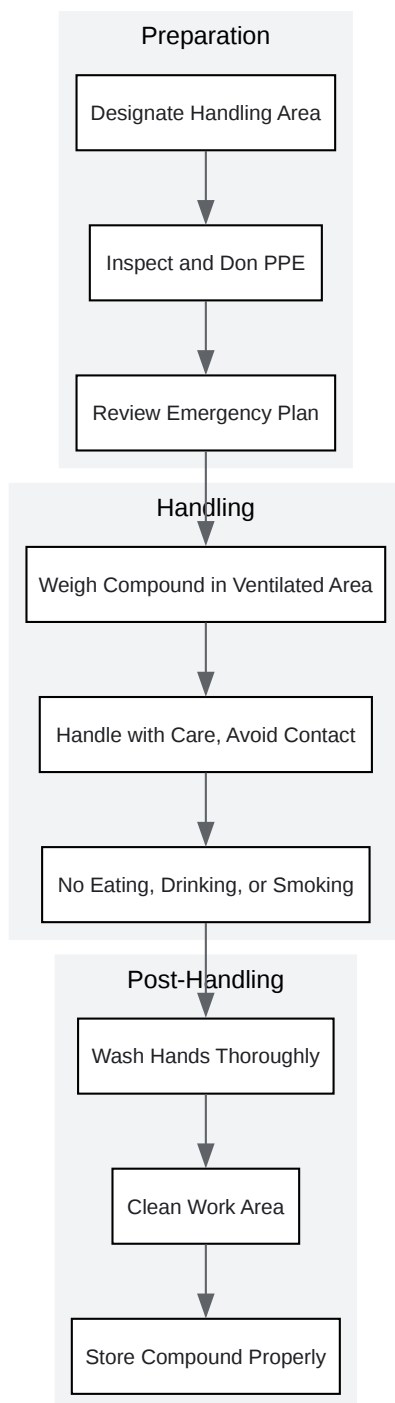 Preparation
Designate Handling Area
Inspect and Don PPE
Review Emergency Plan
Handling
Weigh Compound in Ventilated Area
Handle with Care, Avoid Contact
No Eating, Drinking, or Smoking
Post-Handling
Wash Hands Thoroughly
Clean Work Area
Store Compound Properly